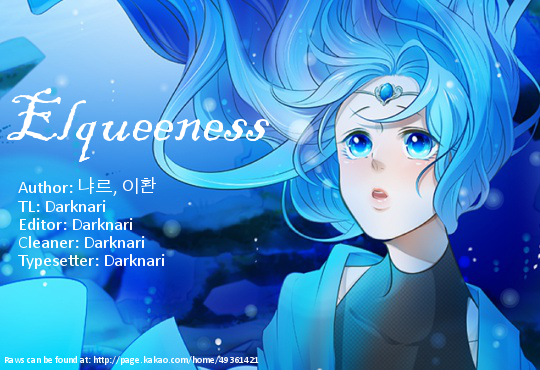 Elqueeness
Author: 냐르, 이환
TL: Darknari
Editor: Darknari
Cleaner: Darknari
Typesetter: Darknari
Raws can be found at: http://page.kakao.com/home/49361421